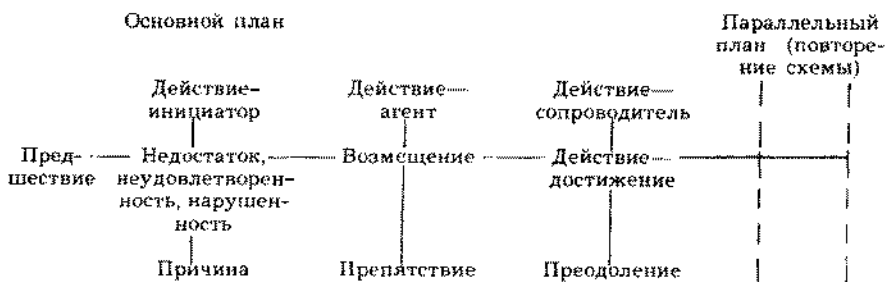 Основной план
Параллельный
план (повторе-
ние схемы)
Действие-
инициатор
Действие—
агент
Действие—
сопроводитель
Пред-
шествие
Недостаток,
неудовлетворен-
ность, нарушен-
ность
Возмещение
Действие—
достижение
Причина
Препятствие
Преодоление